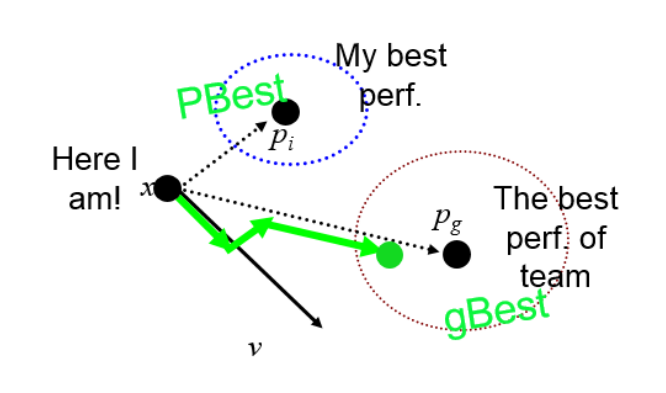 My best
perf.
PBest
p_i
Here I
am!
x
The best
perf. of
team
p_g
gBest
v